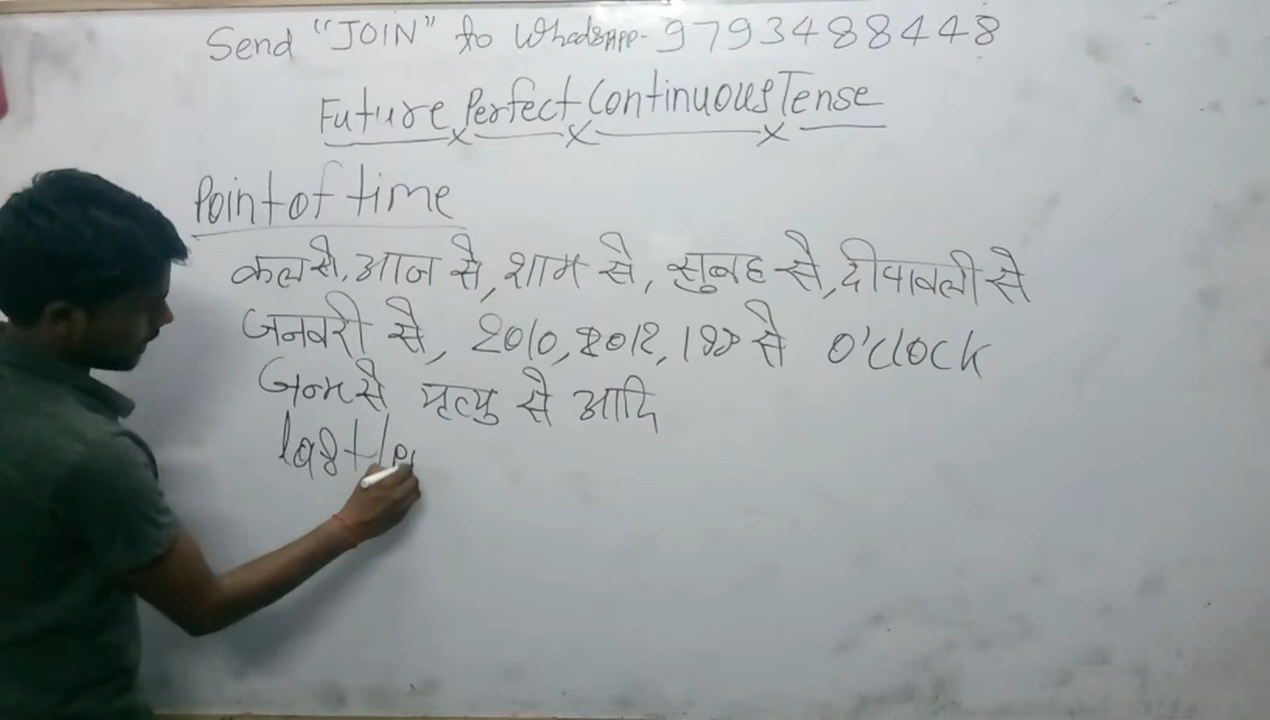 Send "JOIN" to WhatsApp- 9793488448
Future Perfect Continuous Tense
Point of time
कल से, आज से, शाम से, सुबह से, दीपावली से
जनवरी से, 2010, 2012, से O'clock
जन्म से मृत्यु से आदि
last